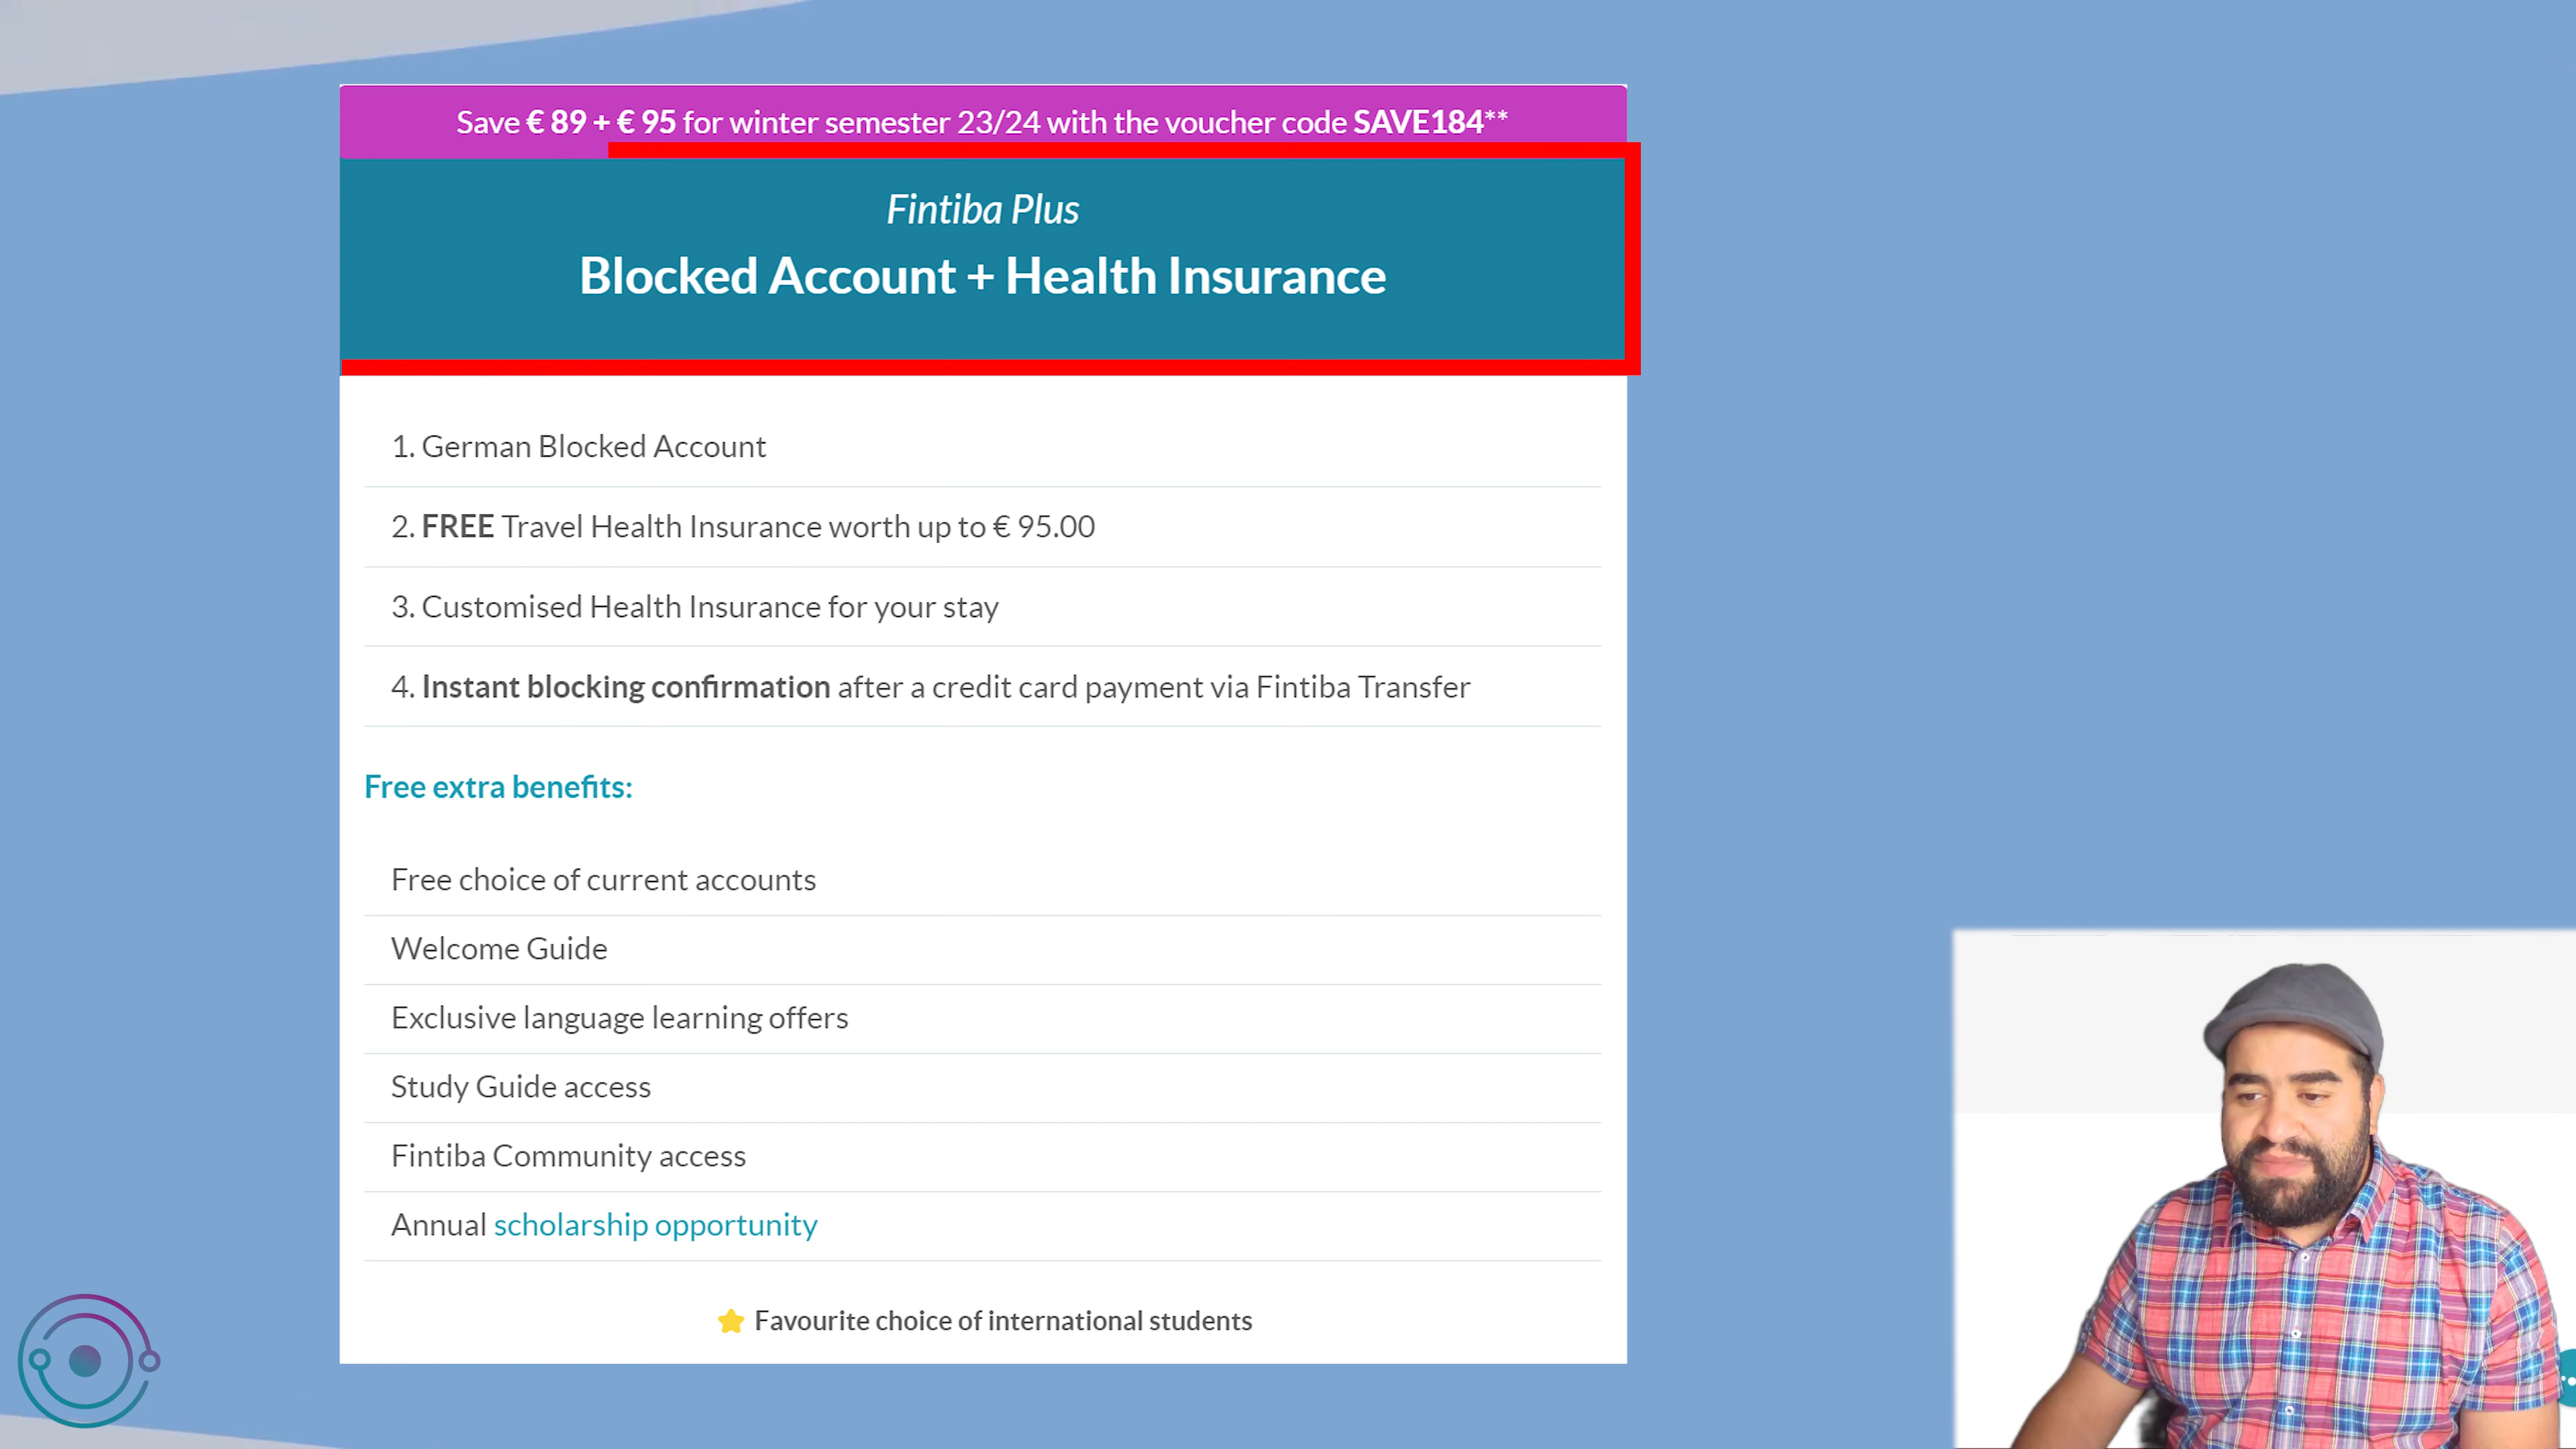 Save € 89 + € 95 for winter semester 23/24 with the voucher code SAVE184**
Fintiba Plus
Blocked Account + Health Insurance
1. German Blocked Account
2. FREE Travel Health Insurance worth up to € 95.00
3. Customised Health Insurance for your stay
4. Instant blocking confirmation after a credit card payment via Fintiba Transfer
Free extra benefits:
Free choice of current accounts
Welcome Guide
Exclusive language learning offers
Study Guide access
Fintiba Community access
Annual scholarship opportunity
Favourite choice of international students